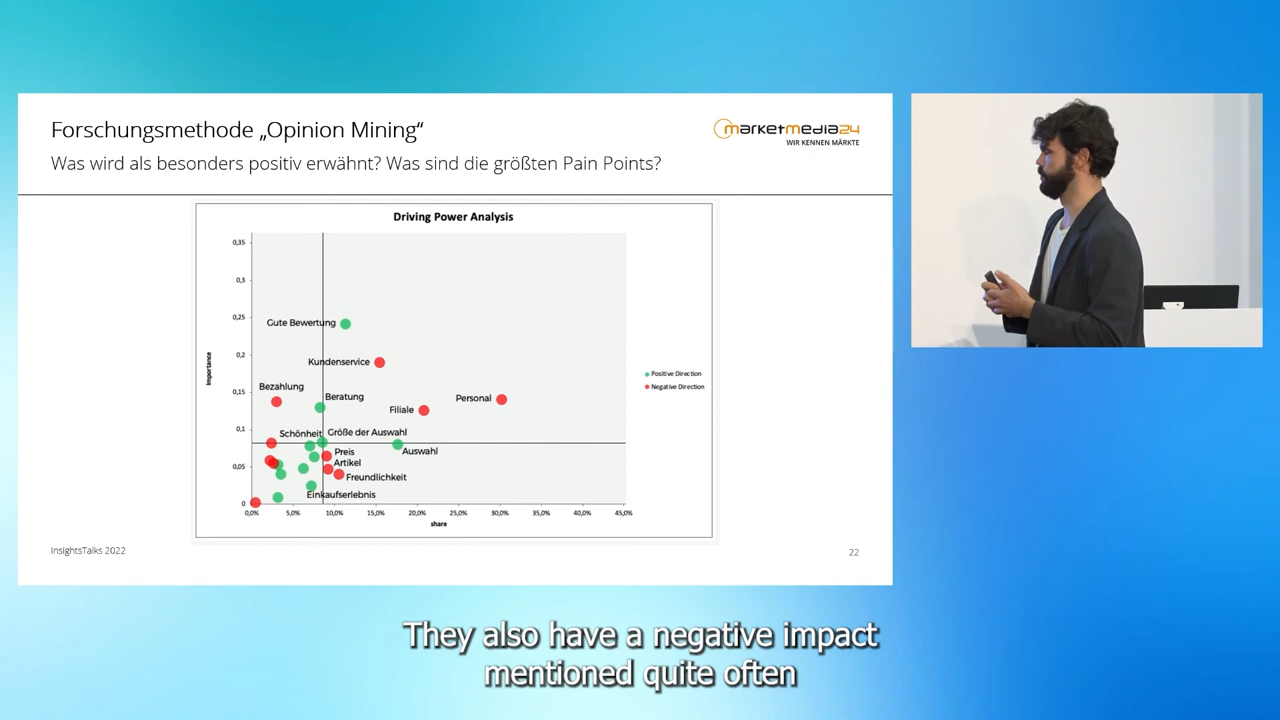 Forschungsmethode „Opinion Mining“
Was wird als besonders positiv erwähnt? Was sind die größten Pain Points?
marketmedia24
WIR KENNEN MÄRKTE
Driving Power Analysis
0,35
0,3
0,25
0,2
0,15
0,1
0,05
0
Importance
Gute Bewertung
Kundenservice
Bezahlung
Beratung
Personal
Filiale
Schönheit
Größe der Auswahl
Auswahl
Preis
Artikel
Freundlichkeit
Einkaufserlebnis
Positive Direction
Negative Direction
0,0% 5,0% 10,0% 15,0% 20,0% 25,0% 30,0% 35,0% 40,0% 45,0%
share
InsightsTalks 2022
22
They also have a negative impact
mentioned quite often